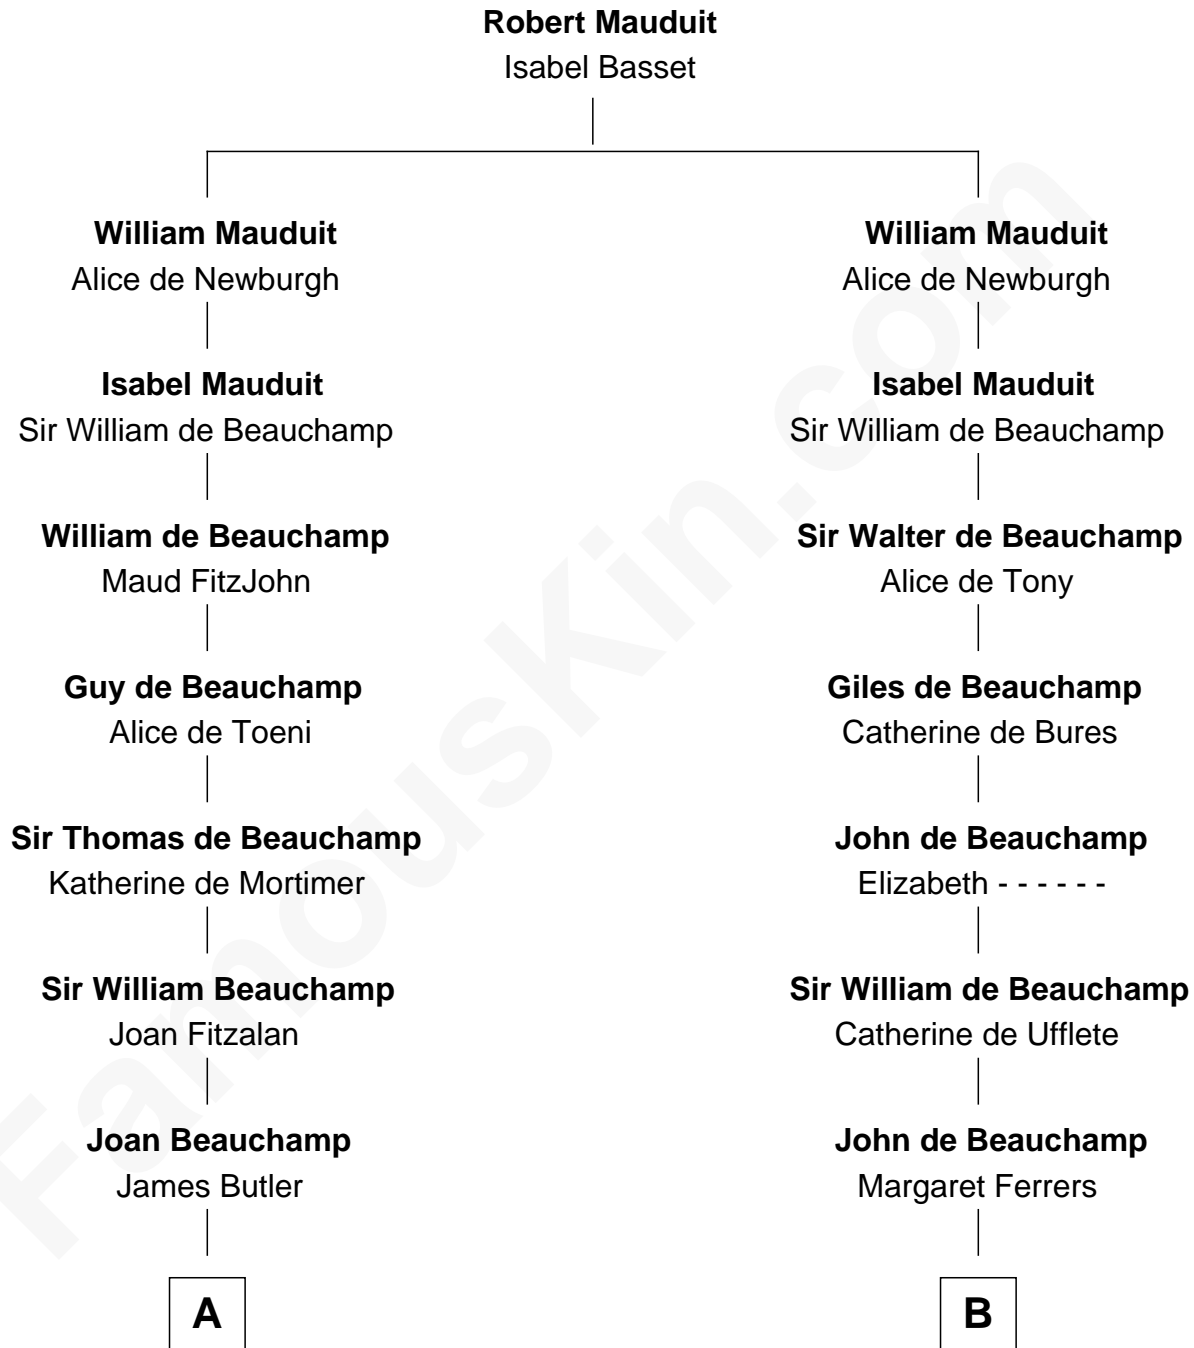 Robert Mauduit
Isabel Basset
William Mauduit
Alice de Newburgh
William Mauduit
Alice de Newburgh
Isabel Mauduit
Sir William de Beauchamp
Isabel Mauduit
Sir William de Beauchamp
William de Beauchamp
Maud FitzJohn
Sir Walter de Beauchamp
Alice de Tony
Guy de Beauchamp
Alice de Toeni
Giles de Beauchamp
Catherine de Bures
Sir Thomas de Beauchamp
Katherine de Mortimer
John de Beauchamp
Elizabeth - - - - - -
Sir William Beauchamp
Joan Fitzalan
Sir William de Beauchamp
Catherine de Ufflete
Joan Beauchamp
James Butler
John de Beauchamp
Margaret Ferrers
A
B
FamousKin.com